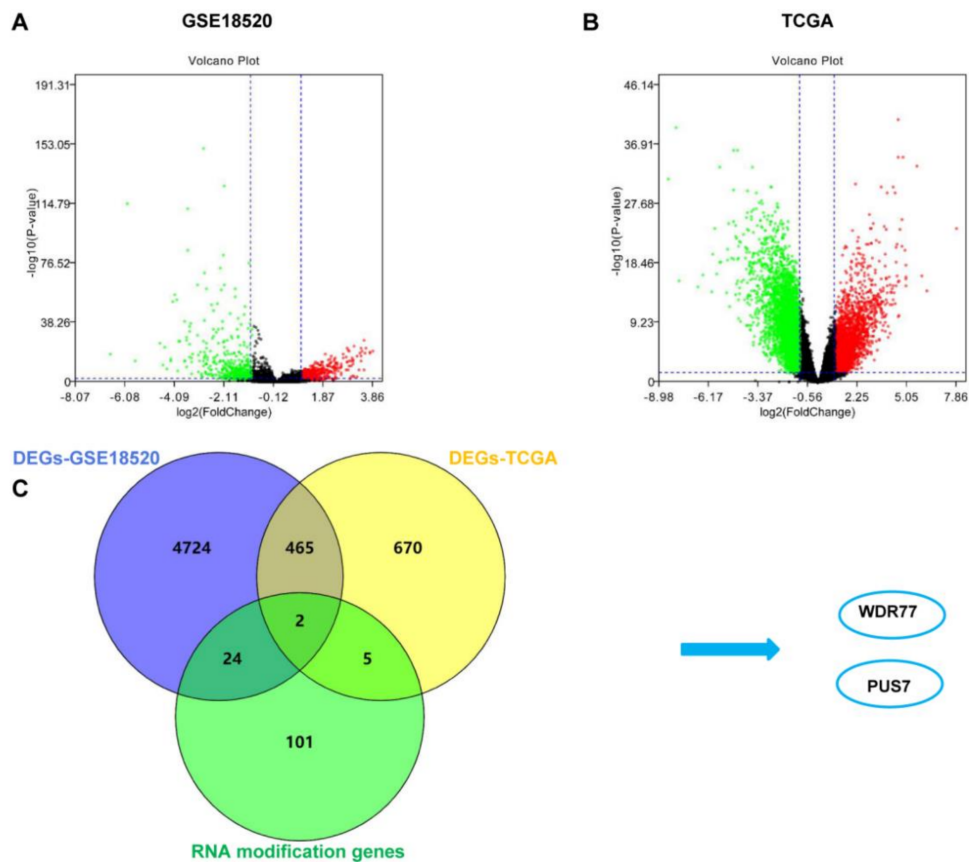 A
GSE18520
Volcano Plot
191.31
153.05
114.79
76.52
38.26
0
-log10(P-value)
-8.07 -6.08 -4.09 -2.11 -0.12 1.87 3.86
log2(FoldChange)
B
TCGA
Volcano Plot
46.14
36.91
27.68
18.46
9.23
0
-log10(P-value)
-8.98 -6.17 -3.37 -0.56 2.25 5.05 7.86
log2(FoldChange)
C
DEGs-GSE18520
DEGs-TCGA
4724 465 670
2
24 5
101
RNA modification genes
WDR77
PUS7